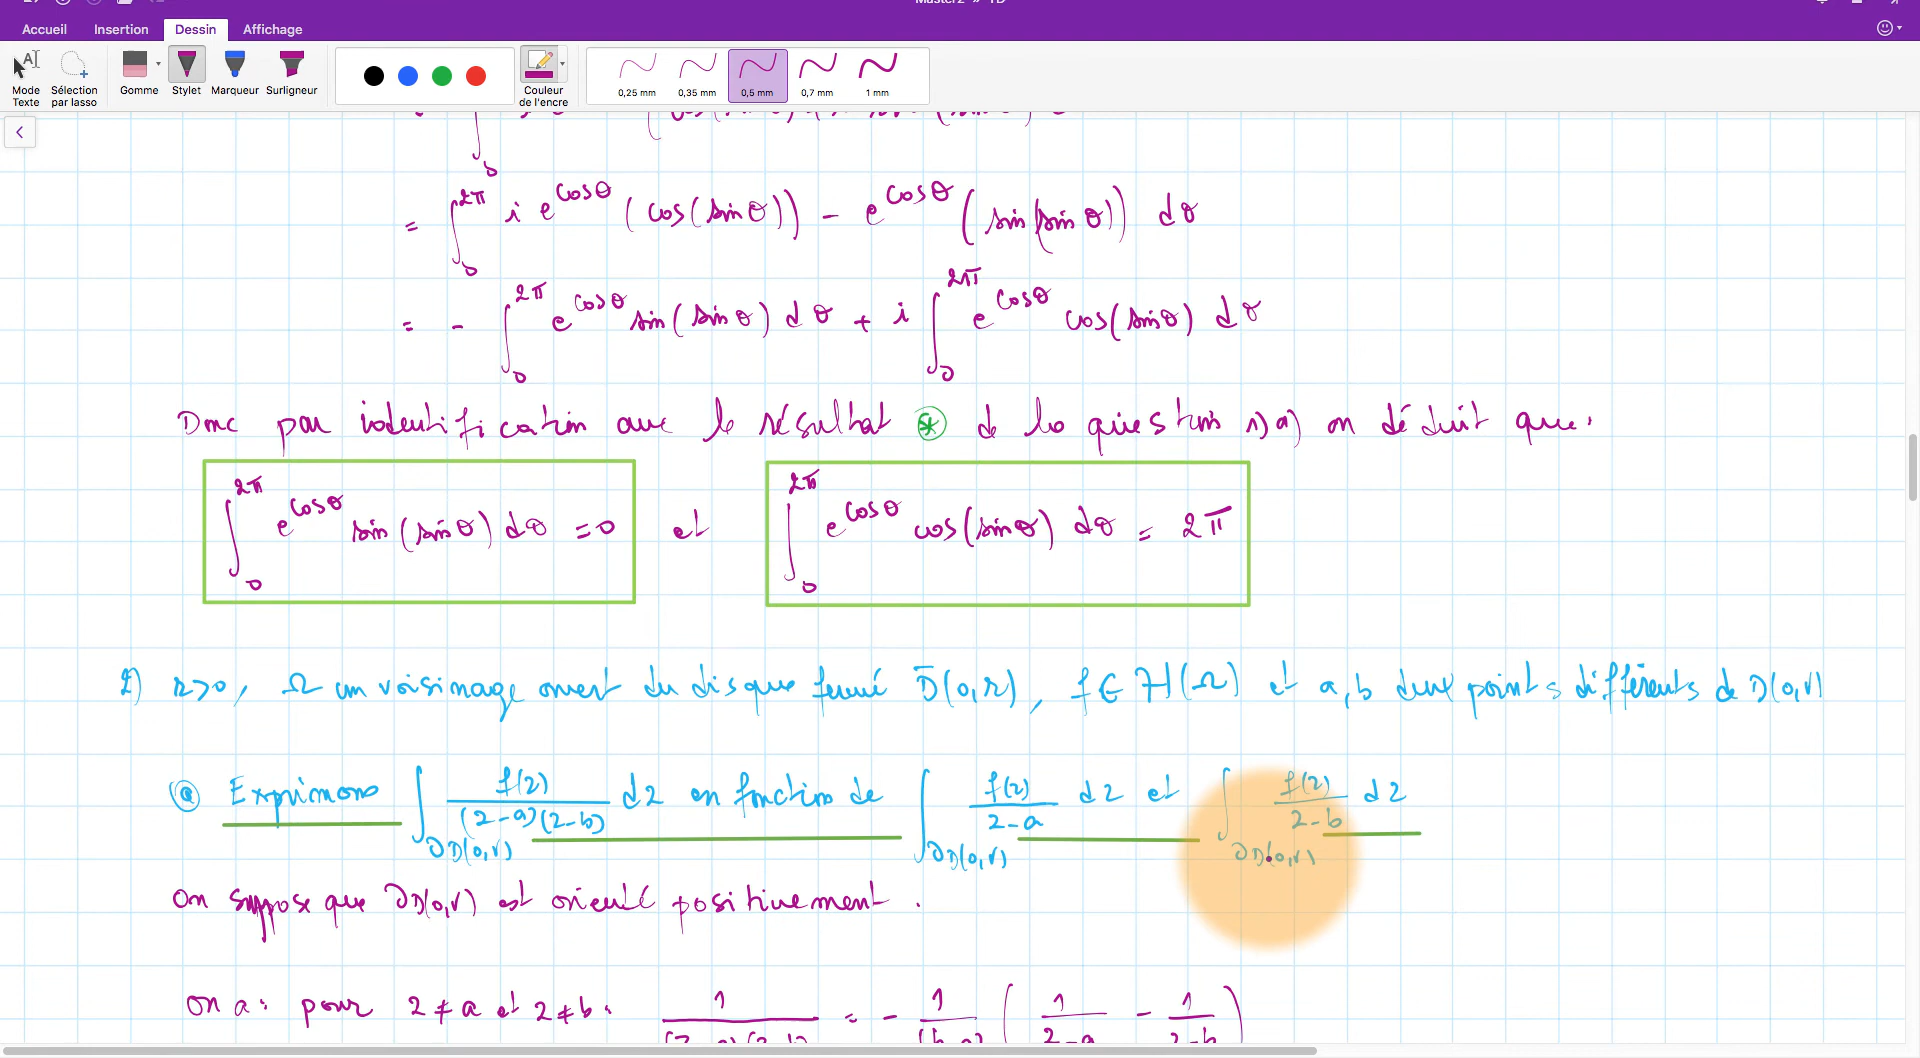 Master2 » TD
Accueil Insertion Dessin Affichage
Mode Texte
Sélection par lasso
Gomme Stylet Marqueur Surligneur
Couleur de l'encre
0,25 mm 0,35 mm 0,5 mm 0,7 mm 1 mm
= ∫₀^{2π} i e^{cosθ} (cos(sinθ)) - e^{cosθ} (sin(sinθ)) dθ
= - ∫₀^{2π} e^{cosθ} sin(sinθ) dθ + i ∫₀^{2π} e^{cosθ} cos(sinθ) dθ
Donc par identification avec le résultat ⊛ de la question 1) a) on déduit que:
∫₀^{2π} e^{cosθ} sin(sinθ) dθ = 0 et ∫₀^{2π} e^{cosθ} cos(sinθ) dθ = 2π
2) r>0, Ω un voisinage ouvert du disque fermé D̄(0,r), f ∈ H(Ω) et a,b deux points différents de D(0,r)
ⓐ Exprimons ∫_{∂D(0,r)} f(z)/((z-a)(z-b)) dz en fonction de ∫_{∂D(0,r)} f(z)/(z-a) dz et ∫_{∂D(0,r)} f(z)/(z-b) dz
On suppose que ∂D(0,r) est orienté positivement.
on a: pour z ≠ a et z ≠ b: 1/((z-a)(z-b)) = - 1/(b-a) (1/(z-a) - 1/(z-b))